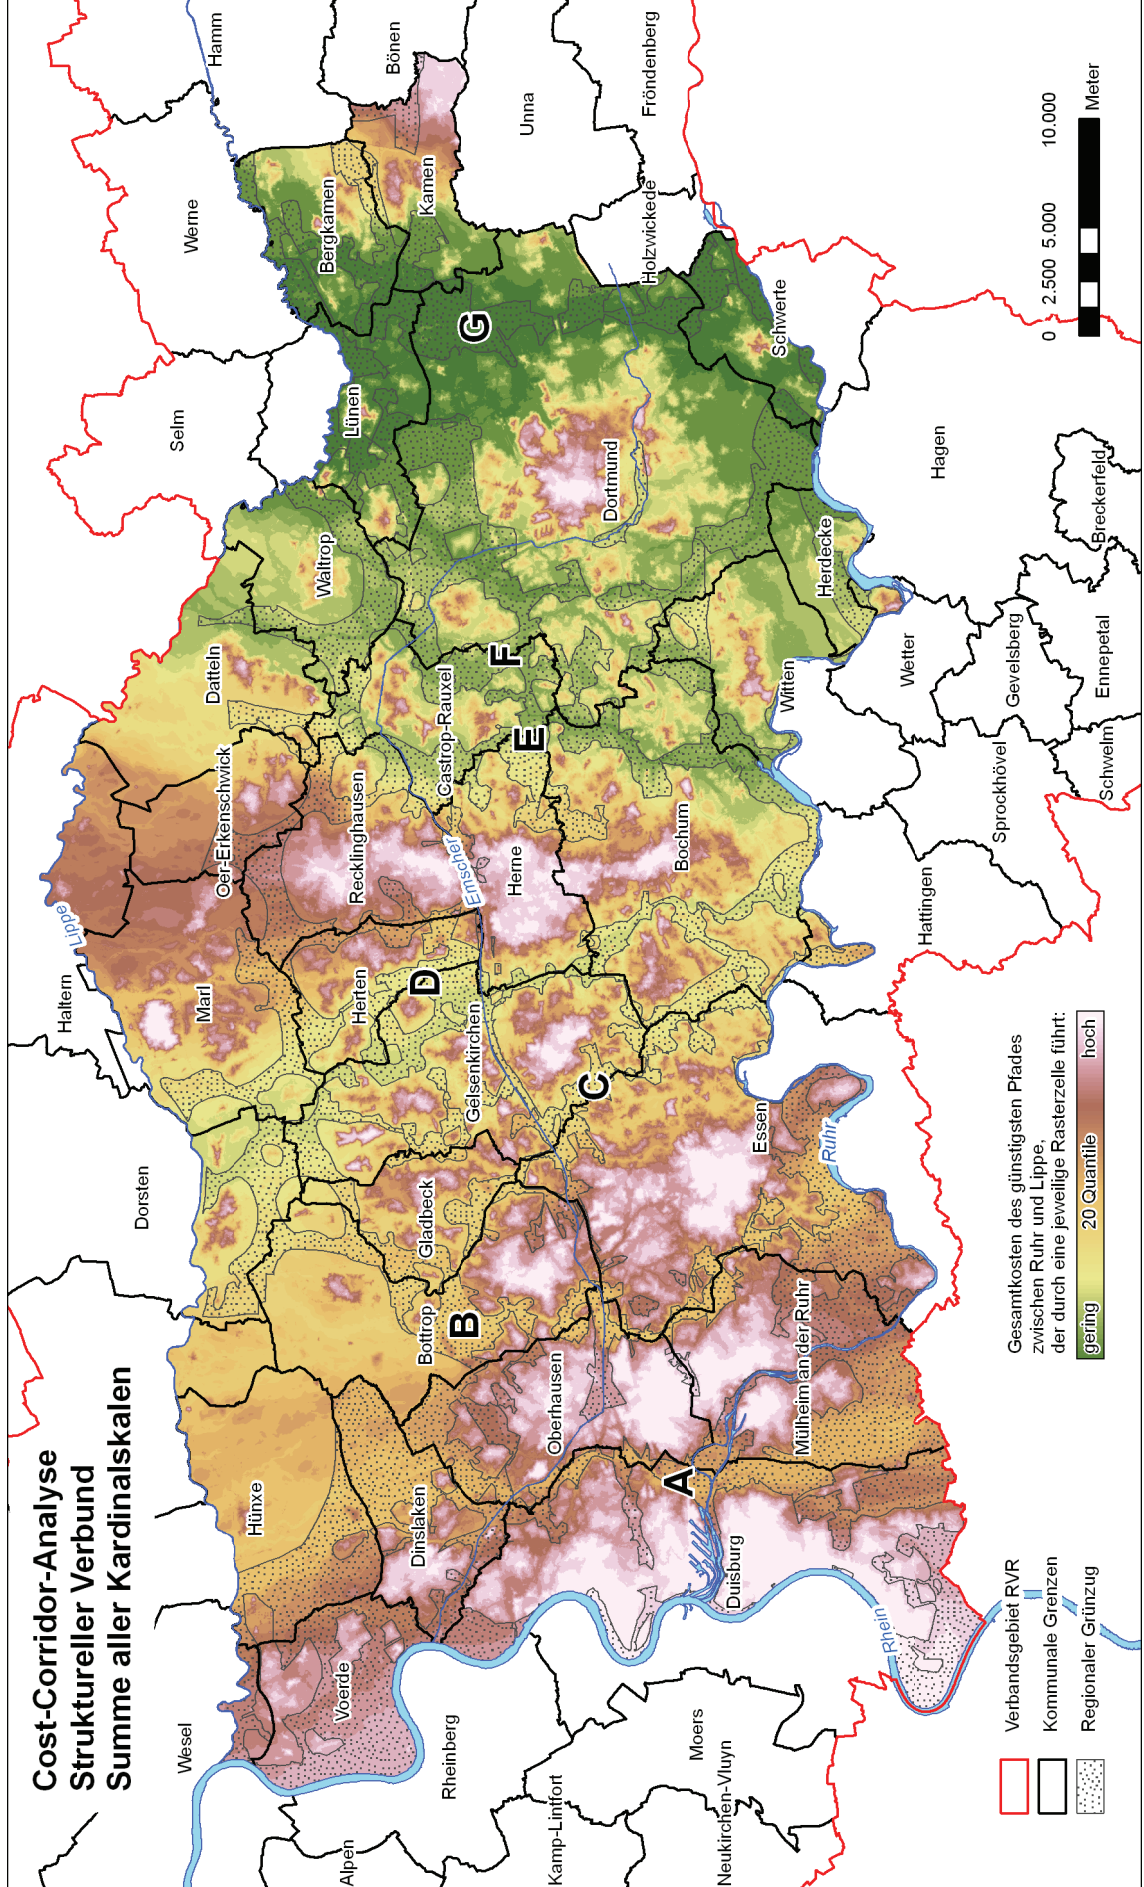 Cost-Corridor-Analyse
Struktureller Verbund
Summe aller Kardinalskalen
Wesel
Hünxe
Dorsten
Haltern
Lippe
Marl
Oer-Erkenschwick
Datteln
Waltrop
Selm
Lünen
Werne
Bergkamen
Hamm
Bönen
Kamen
Unna
Fröndenberg
Holzwickede
Schwerte
G
Dortmund
Voerde
Dinslaken
Bottrop
B
Gladbeck
Gelsenkirchen
Herten
D
Recklinghausen
Emscher
Castrop-Rauxel
Herne
E
F
Alpen
Rheinberg
Kamp-Lintfort
Moers
Neukirchen-Vluyn
Duisburg
A
Oberhausen
C
Mülheim an der Ruhr
Essen
Ruhr
Bochum
Witten
Herdecke
Hagen
Breckerfeld
Wetter
Gevelsberg
Ennepetal
Schwelm
Sprockhövel
Hattingen
Rhein
Verbandsgebiet RVR
Kommunale Grenzen
Regionaler Grünzug
Gesamtkosten des günstigsten Pfades
zwischen Ruhr und Lippe,
der durch eine jeweilige Rasterzelle führt:
gering 20 Quantile hoch
0 2.500 5.000 10.000
Meter